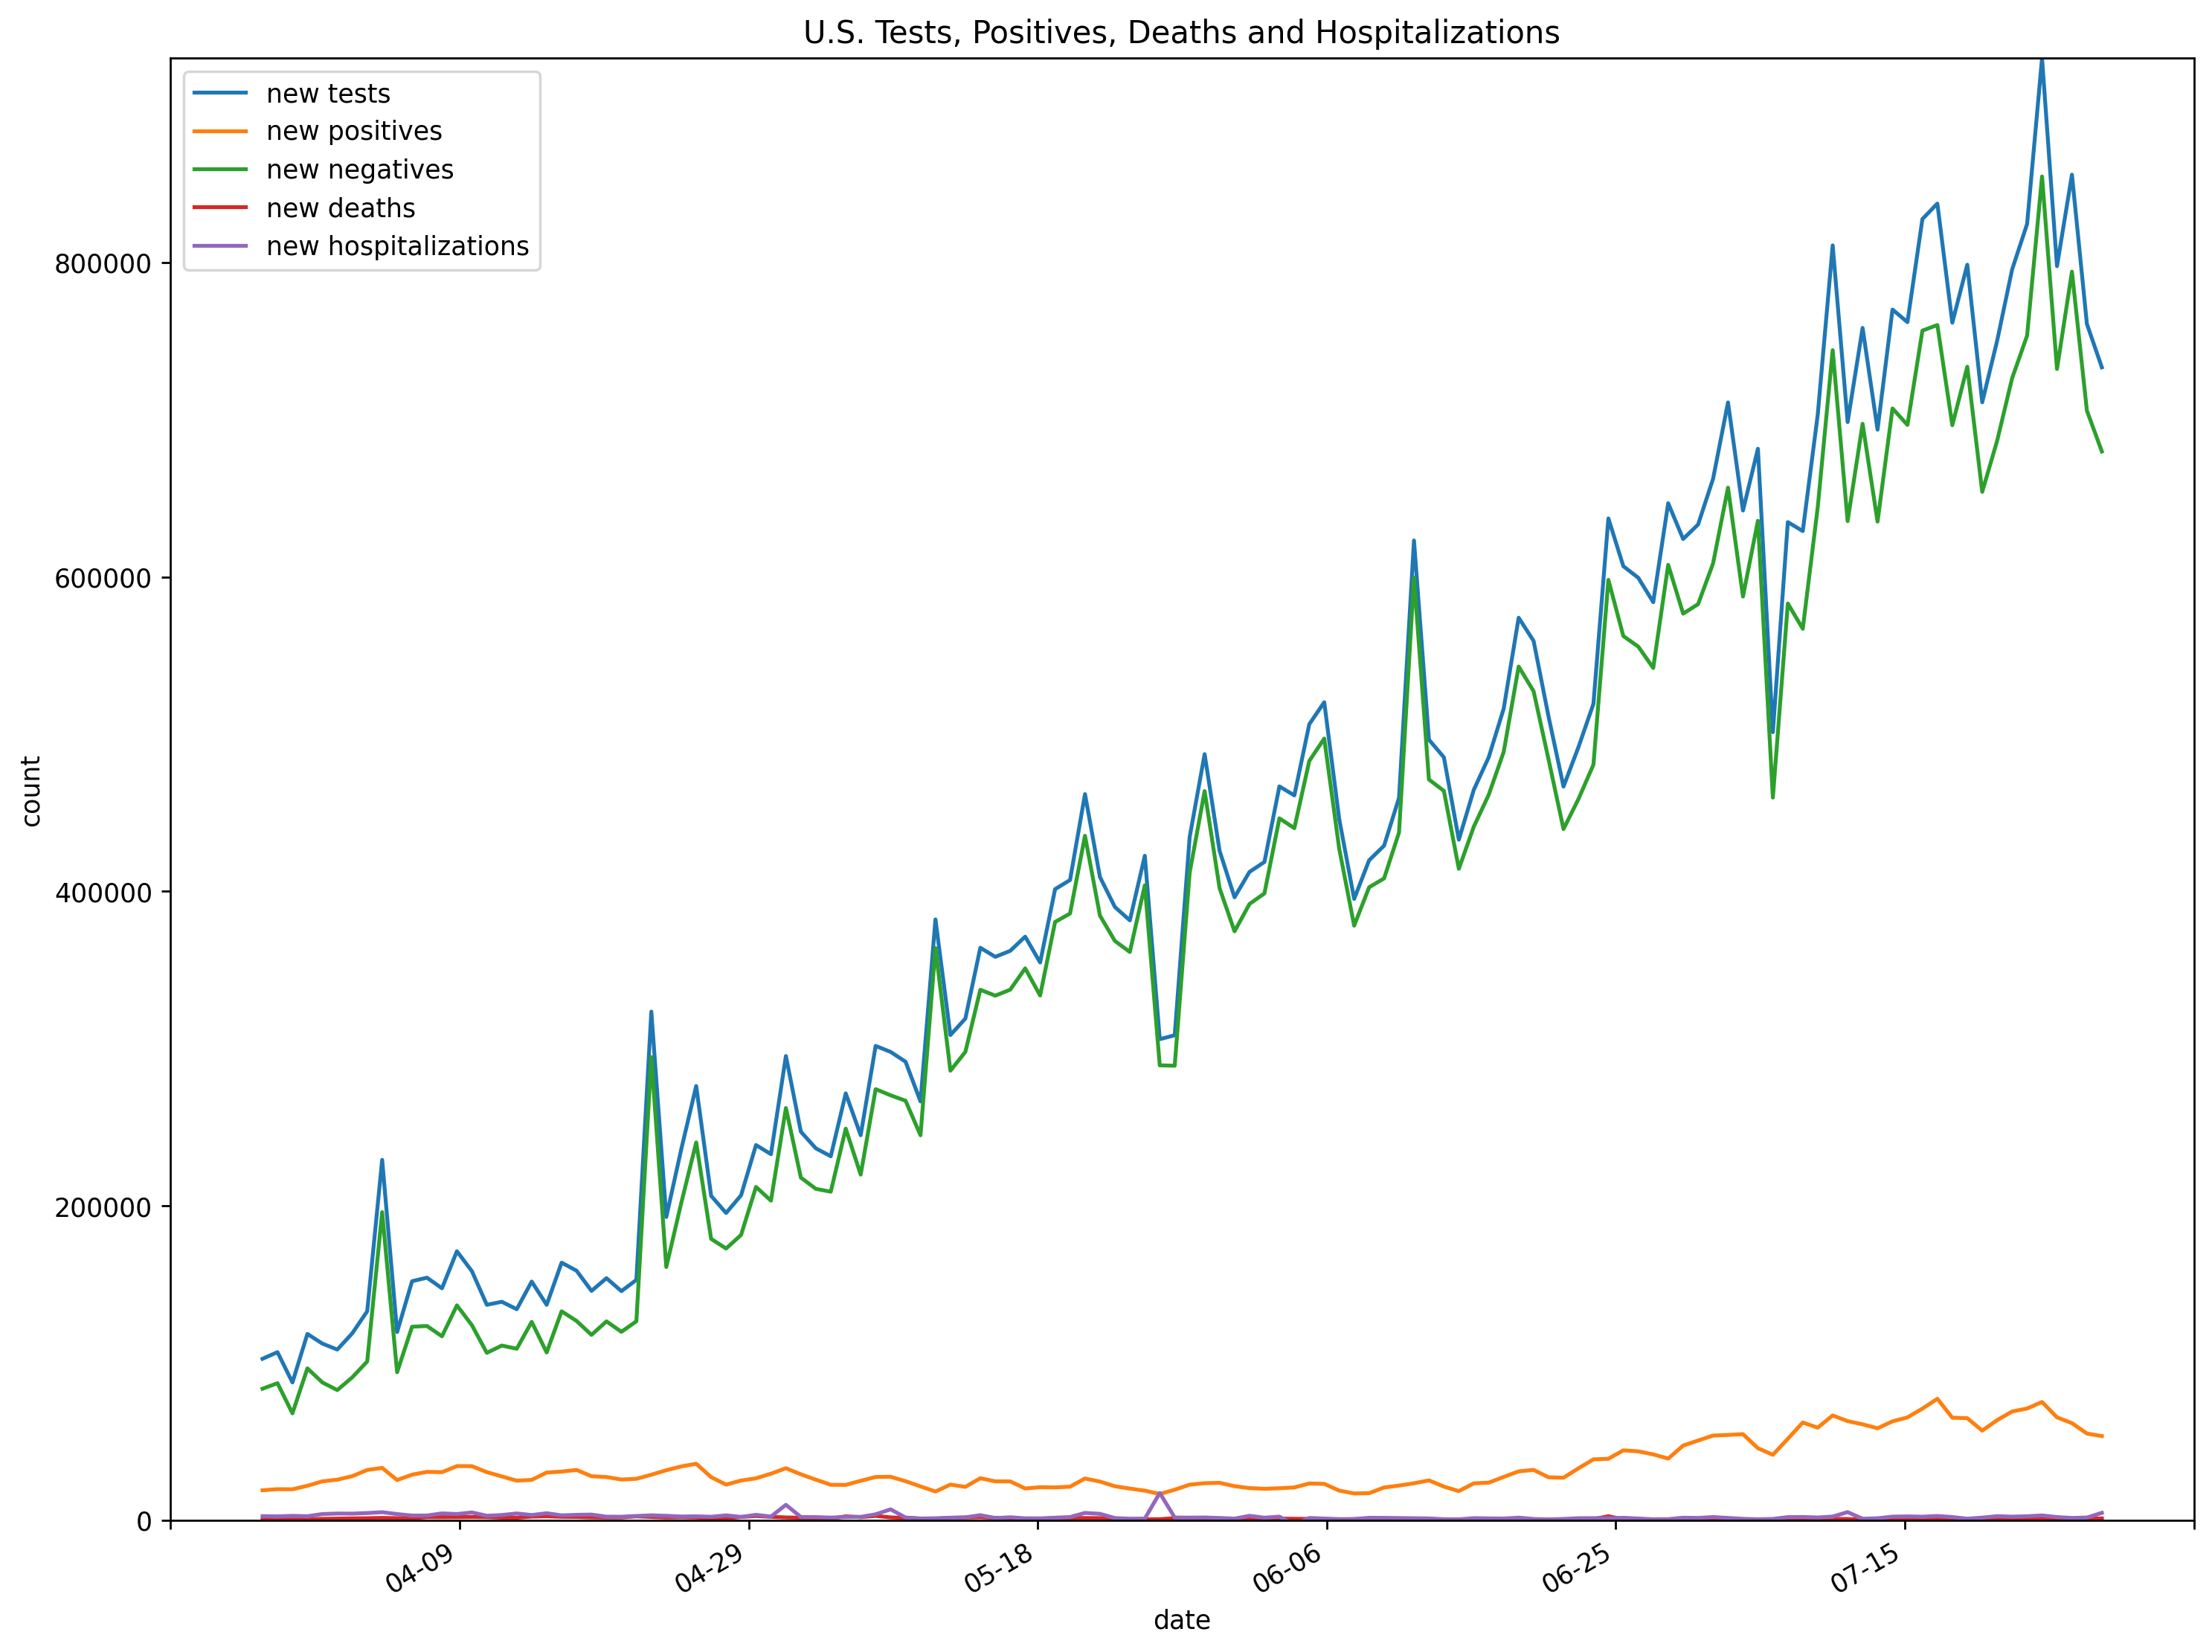 U.S. Tests, Positives, Deaths and Hospitalizations
new tests
new positives
new negatives
new deaths
new hospitalizations
800000
600000
400000
200000
0
count
04-09
04-29
05-18
06-06
06-25
07-15
date